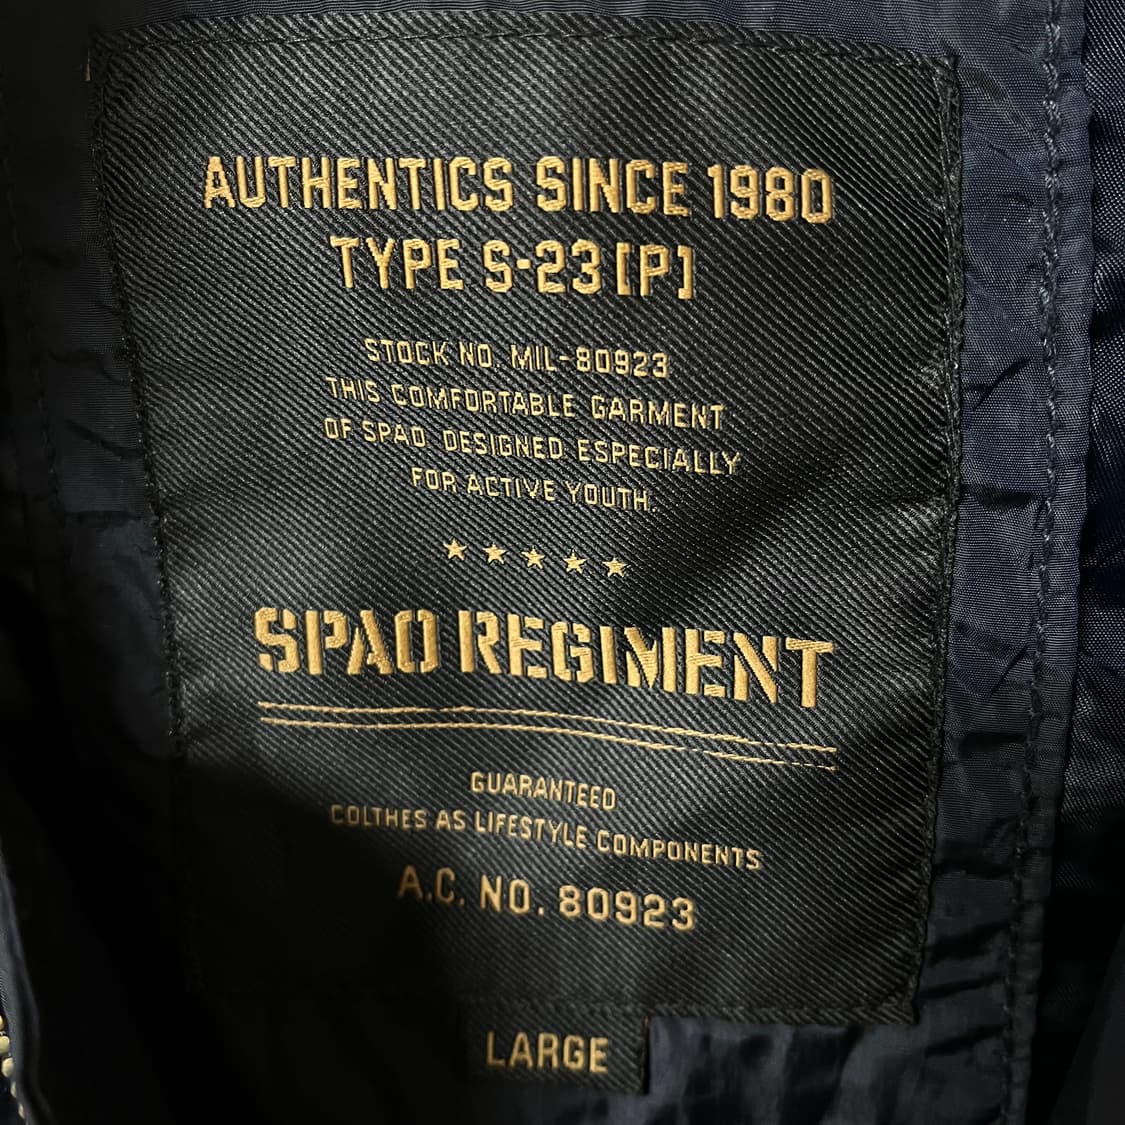 AUTHENTICS SINCE 1980
TYPE S-23[P]
STOCK NO. MIL-80923
THIS COMFORTABLE GARMENT
OF SPAO DESIGNED ESPECIALLY
FOR ACTIVE YOUTH.
SPAO REGIMENT
GUARANTEED
COLTHES AS LIFESTYLE COMPONENTS
A.C. NO. 80923
LARGE